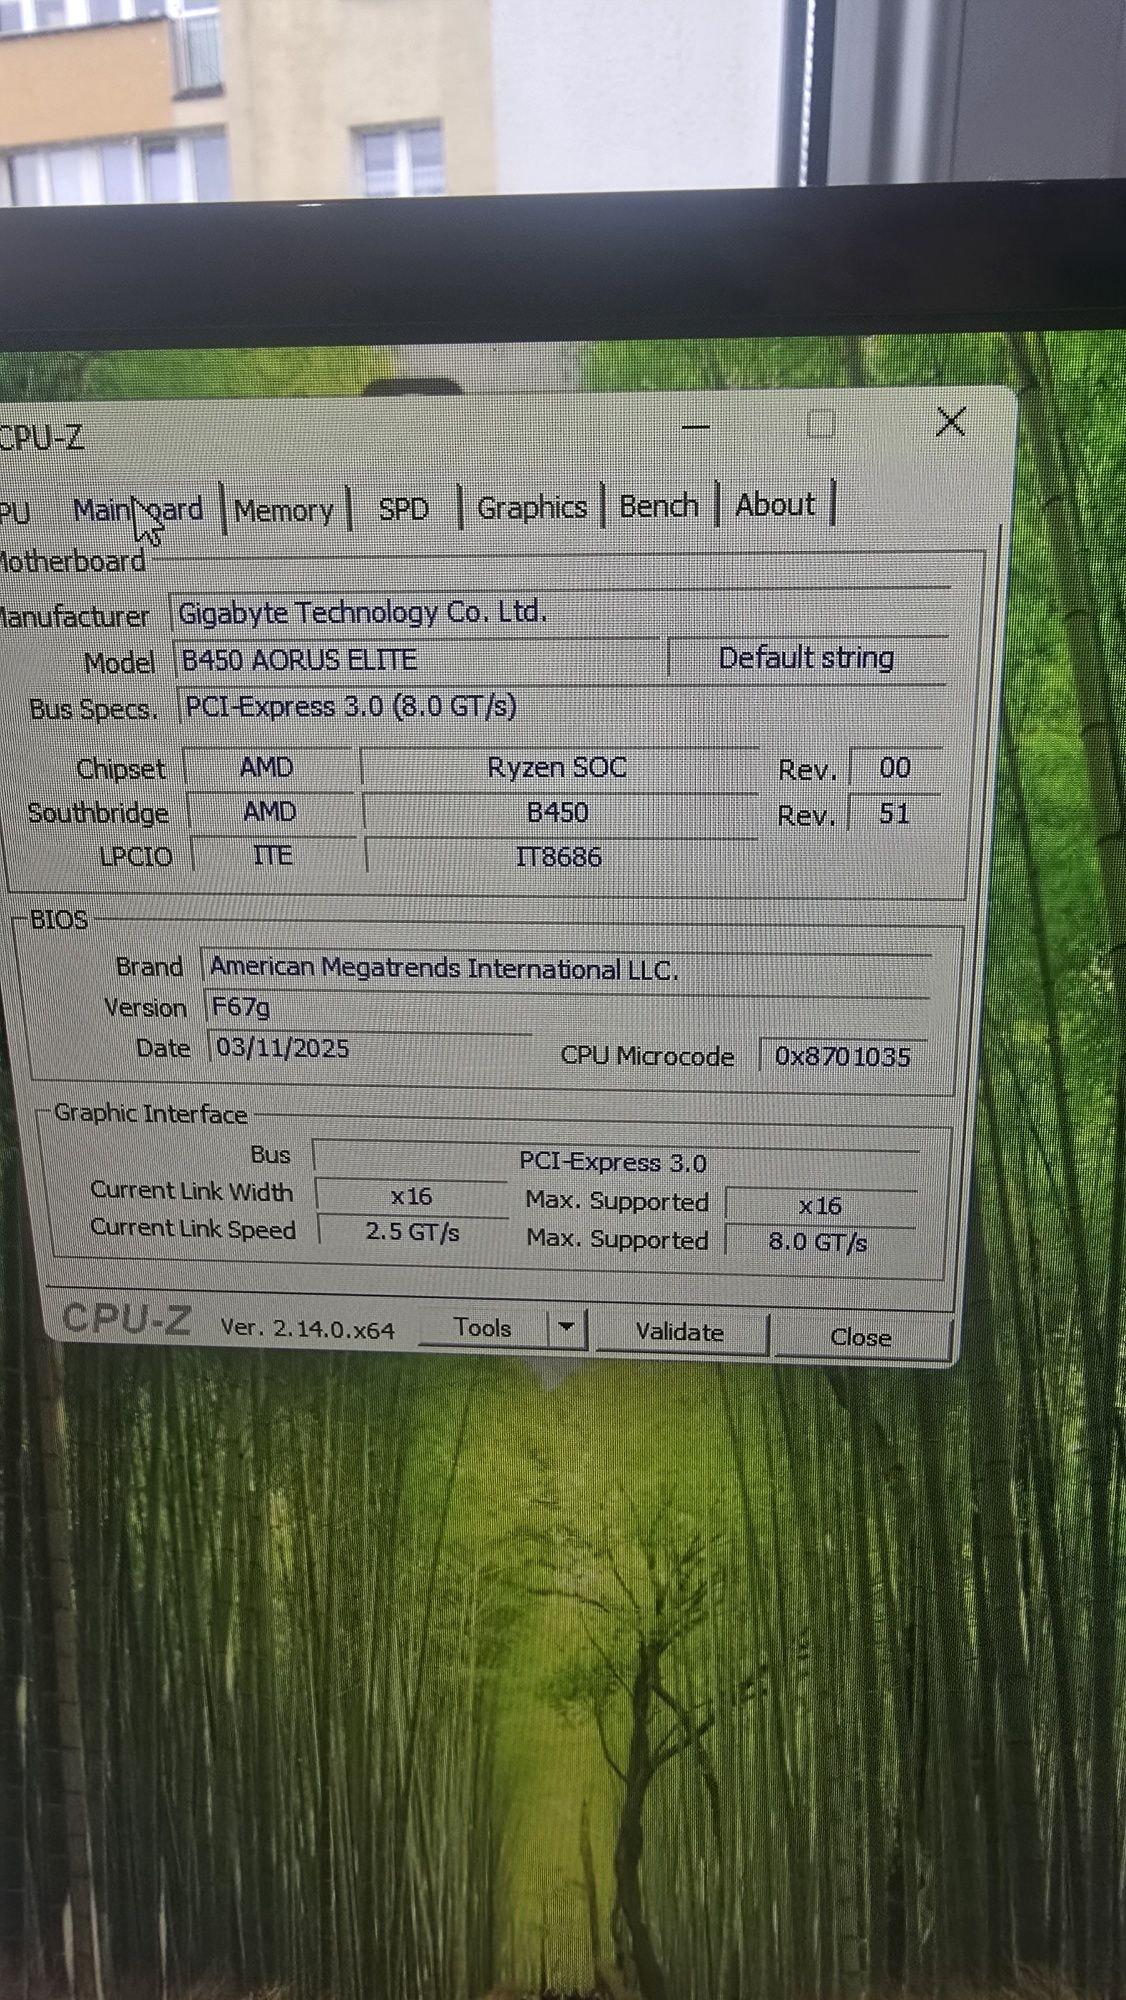 CPU-Z
PU Mainboard Memory SPD Graphics Bench About
Motherboard
Manufacturer Gigabyte Technology Co. Ltd.
Model B450 AORUS ELITE Default string
Bus Specs. PCI-Express 3.0 (8.0 GT/s)
Chipset AMD Ryzen SOC Rev. 00
Southbridge AMD B450 Rev. 51
LPCIO ITE IT8686
BIOS
Brand American Megatrends International LLC.
Version F67g
Date 03/11/2025 CPU Microcode 0x8701035
Graphic Interface
Bus PCI-Express 3.0
Current Link Width x16 Max. Supported x16
Current Link Speed 2.5 GT/s Max. Supported 8.0 GT/s
CPU-Z Ver. 2.14.0.x64 Tools Validate Close